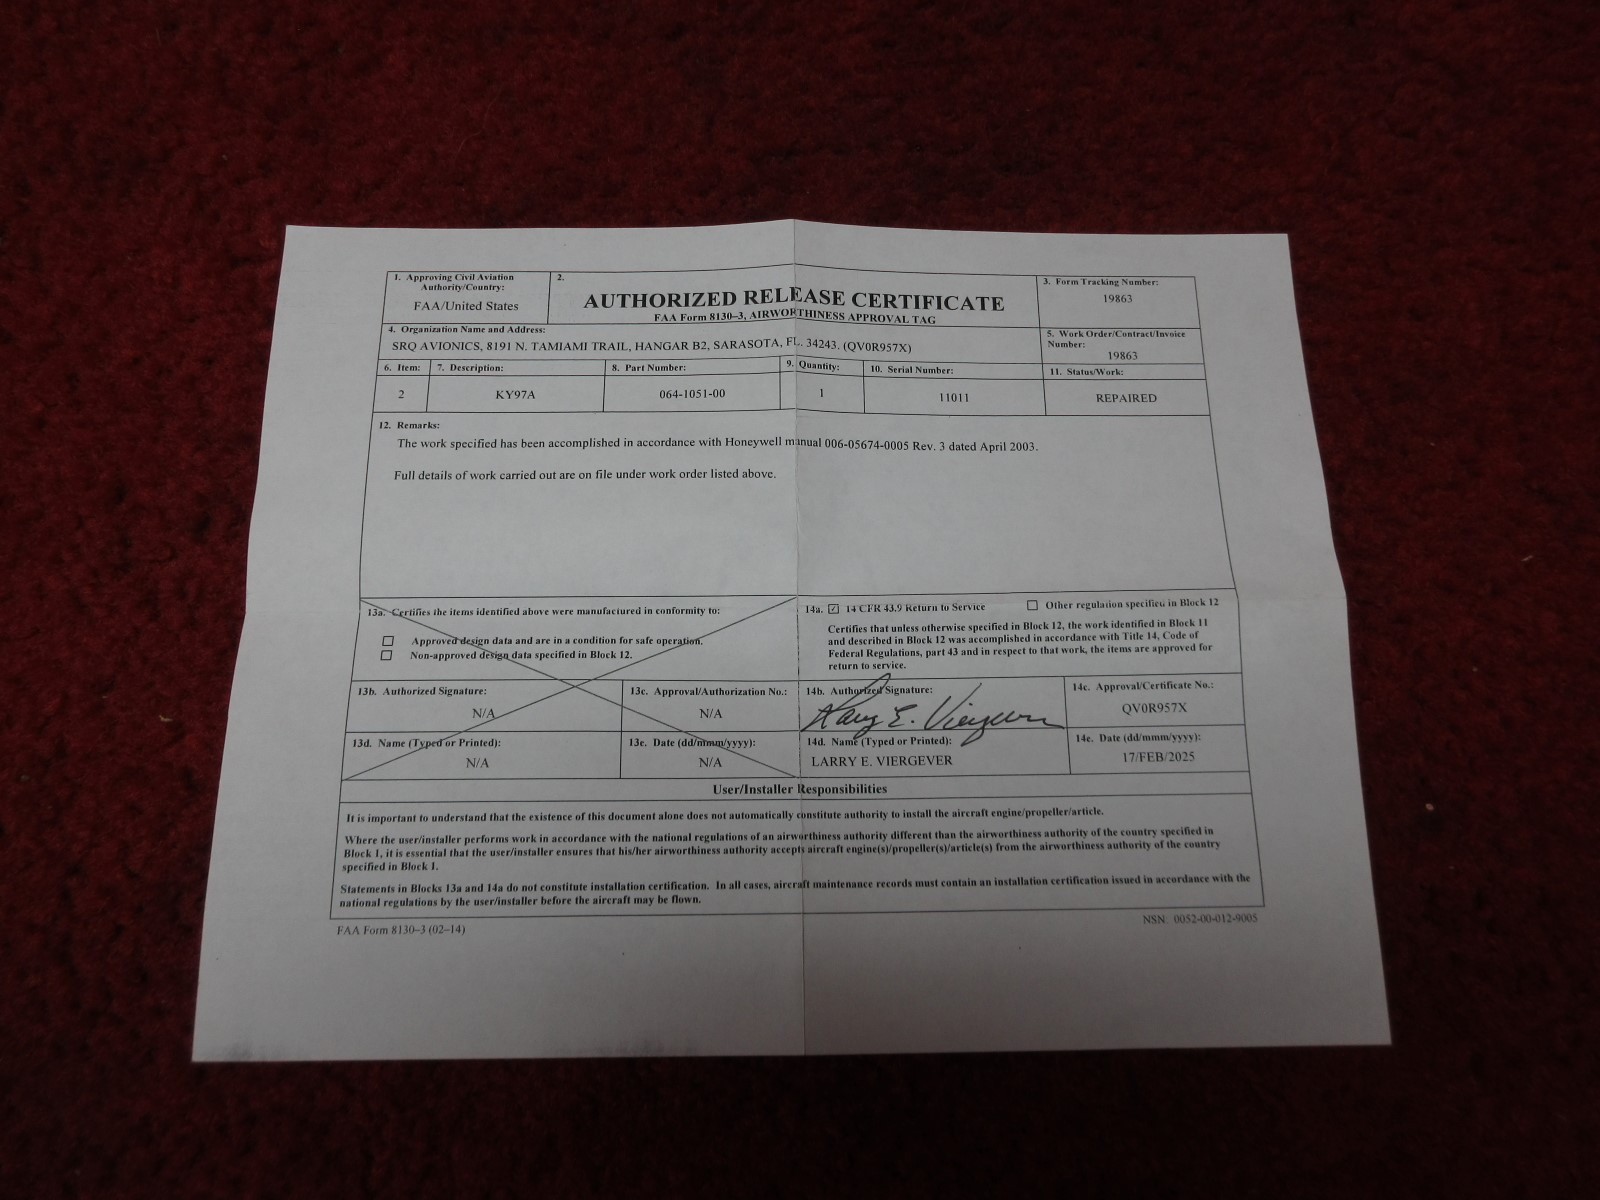 1. Approving Civil Aviation
Authority/Country:
FAA/United States
2.
AUTHORIZED RELEASE CERTIFICATE
FAA Form 8130–3, AIRWORTHINESS APPROVAL TAG
3. Form Tracking Number:
19863
4. Organization Name and Address:
SRQ AVIONICS, 8191 N. TAMIAMI TRAIL, HANGAR B2, SARASOTA, FL. 34243. (QV0R957X)
5. Work Order/Contract/Invoice
Number:
19863
6. Item:
2
7. Description:
KY97A
8. Part Number:
064-1051-00
9. Quantity:
1
10. Serial Number:
11011
11. Status/Work:
REPAIRED
12. Remarks:
The work specified has been accomplished in accordance with Honeywell manual 006-05674-0005 Rev. 3 dated April 2003.
Full details of work carried out are on file under work order listed above.
13a. Certifies the items identified above were manufactured in conformity to:
Approved design data and are in a condition for safe operation.
Non-approved design data specified in Block 12.
14a. ☑ 14 CFR 43.9 Return to Service ☐ Other regulation specified in Block 12
Certifies that unless otherwise specified in Block 12, the work identified in Block 11
and described in Block 12 was accomplished in accordance with Title 14, Code of
Federal Regulations, part 43 and in respect to that work, the items are approved for
return to service.
13b. Authorized Signature:
N/A
13c. Approval/Authorization No.:
N/A
14b. Authorized Signature:
Larry E. Viergever
14c. Approval/Certificate No.:
QV0R957X
13d. Name (Typed or Printed):
N/A
13e. Date (dd/mmm/yyyy):
N/A
14d. Name (Typed or Printed):
LARRY E. VIERGEVER
14e. Date (dd/mmm/yyyy):
17/FEB/2025
User/Installer Responsibilities
It is important to understand that the existence of this document alone does not automatically constitute authority to install the aircraft engine/propeller/article.
Where the user/installer performs work in accordance with the national regulations of an airworthiness authority different than the airworthiness authority of the country specified in
Block 1, it is essential that the user/installer ensures that his/her airworthiness authority accepts aircraft engine(s)/propeller(s)/article(s) from the airworthiness authority of the country
specified in Block 1.
Statements in Blocks 13a and 14a do not constitute installation certification. In all cases, aircraft maintenance records must contain an installation certification issued in accordance with the
national regulations by the user/installer before the aircraft may be flown.
FAA Form 8130–3 (02–14)
NSN: 0052-00-012-9005